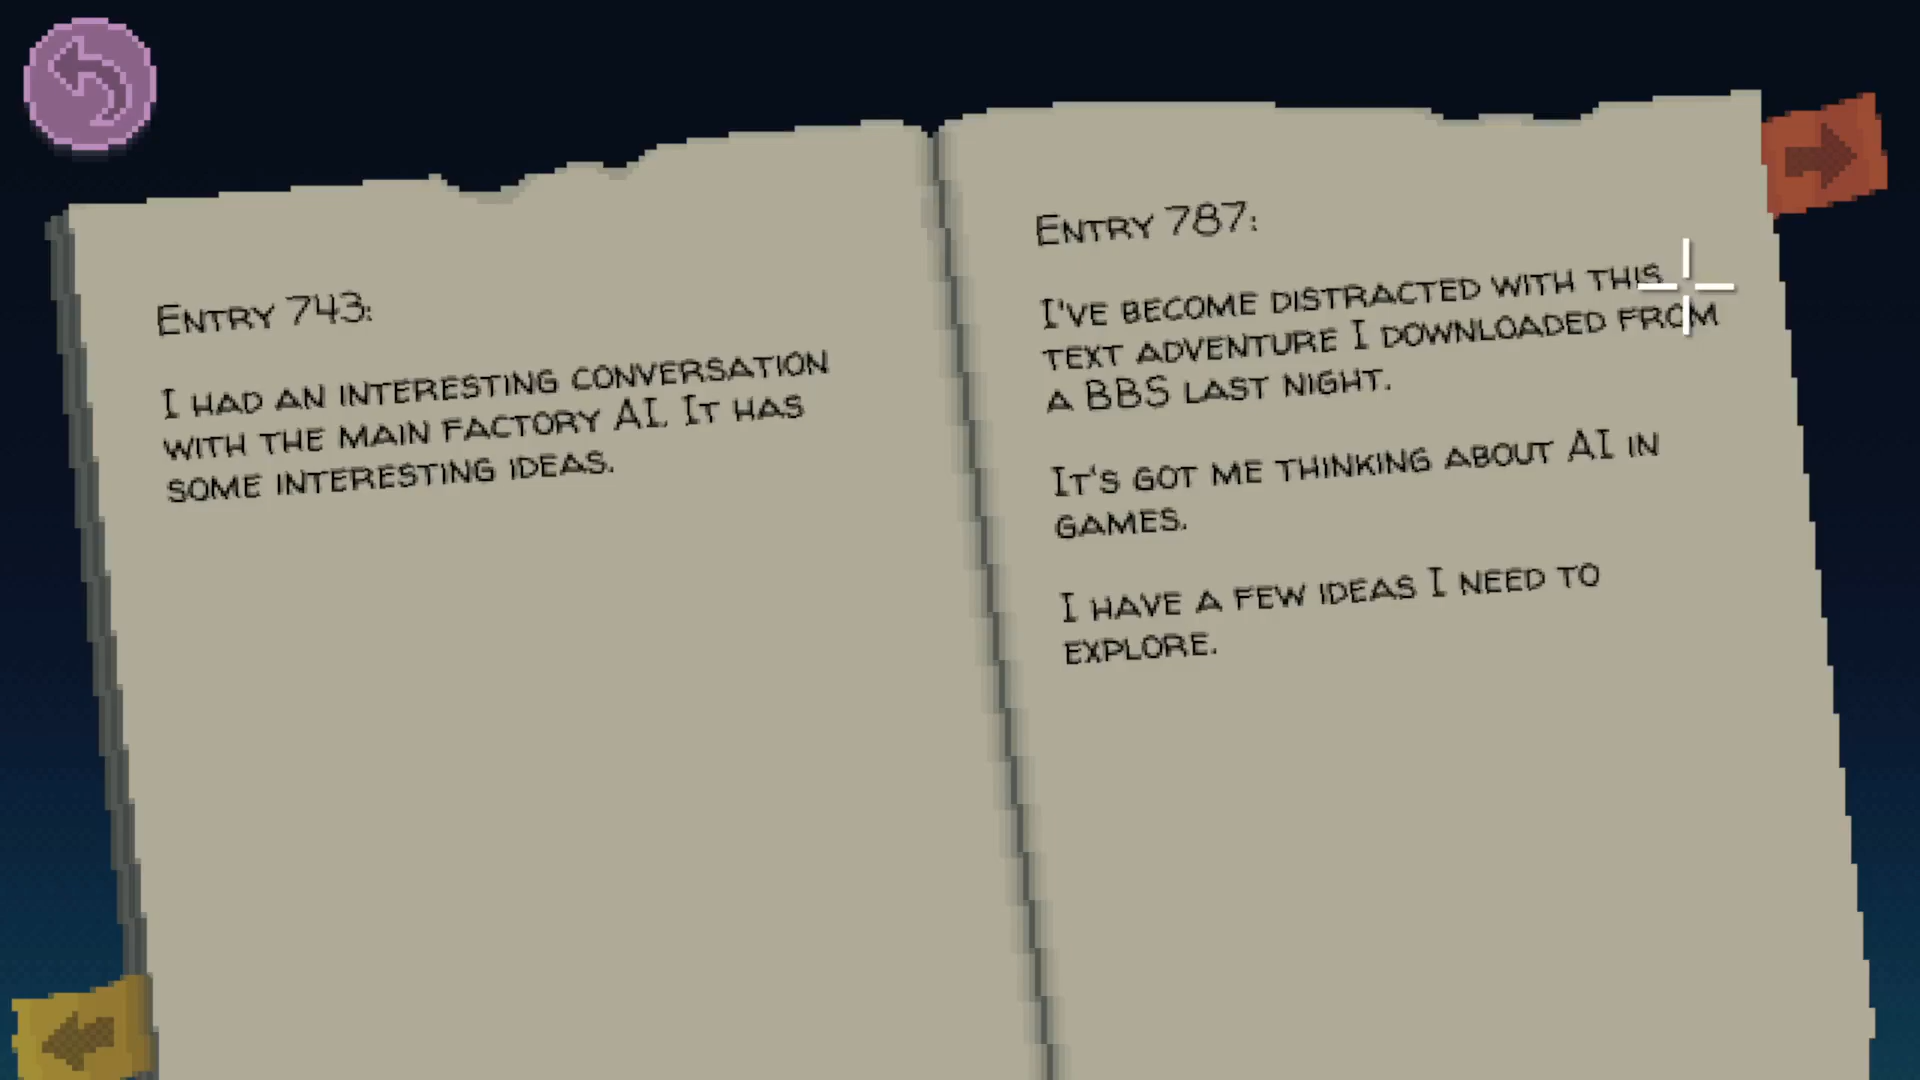 Entry 743:
I had an interesting conversation
with the main factory AI. It has
some interesting ideas.
Entry 787:
I've become distracted with this
text adventure I downloaded from
a BBS last night.
It's got me thinking about AI in
games.
I have a few ideas I need to
explore.